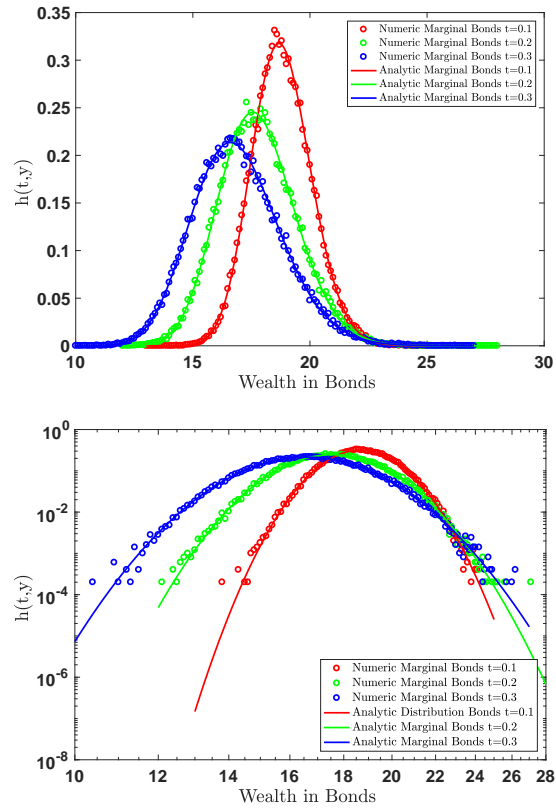 0.35
0.3
0.25
0.2
0.15
0.1
0.05
0
h(t,y)
Numeric Marginal Bonds t=0.1
Numeric Marginal Bonds t=0.2
Numeric Marginal Bonds t=0.3
Analytic Marginal Bonds t=0.1
Analytic Marginal Bonds t=0.2
Analytic Marginal Bonds t=0.3
10 15 20 25 30
Wealth in Bonds
10^0
10^-2
10^-4
10^-6
10^-8
h(t,y)
Numeric Marginal Bonds t=0.1
Numeric Marginal Bonds t=0.2
Numeric Marginal Bonds t=0.3
Analytic Distribution Bonds t=0.1
Analytic Marginal Bonds t=0.2
Analytic Marginal Bonds t=0.3
10 12 14 16 18 20 22 24 26 28
Wealth in Bonds